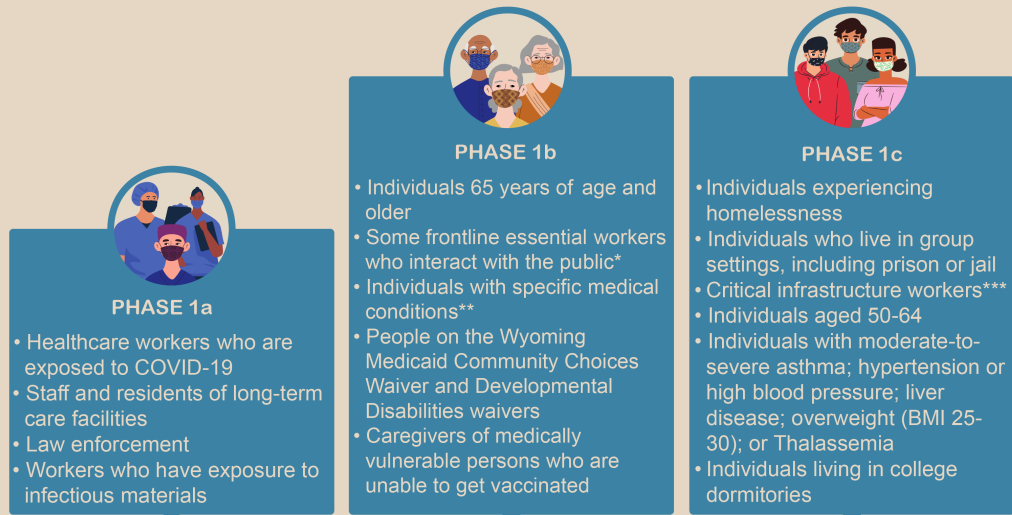 PHASE 1a
• Healthcare workers who are
exposed to COVID-19
• Staff and residents of long-term
care facilities
• Law enforcement
• Workers who have exposure to
infectious materials
PHASE 1b
• Individuals 65 years of age and
older
• Some frontline essential workers
who interact with the public*
• Individuals with specific medical
conditions**
• People on the Wyoming
Medicaid Community Choices
Waiver and Developmental
Disabilities waivers
• Caregivers of medically
vulnerable persons who are
unable to get vaccinated
PHASE 1c
• Individuals experiencing
homelessness
• Individuals who live in group
settings, including prison or jail
• Critical infrastructure workers***
• Individuals aged 50-64
• Individuals with moderate-to-
severe asthma; hypertension or
high blood pressure; liver
disease; overweight (BMI 25-
30); or Thalassemia
• Individuals living in college
dormitories